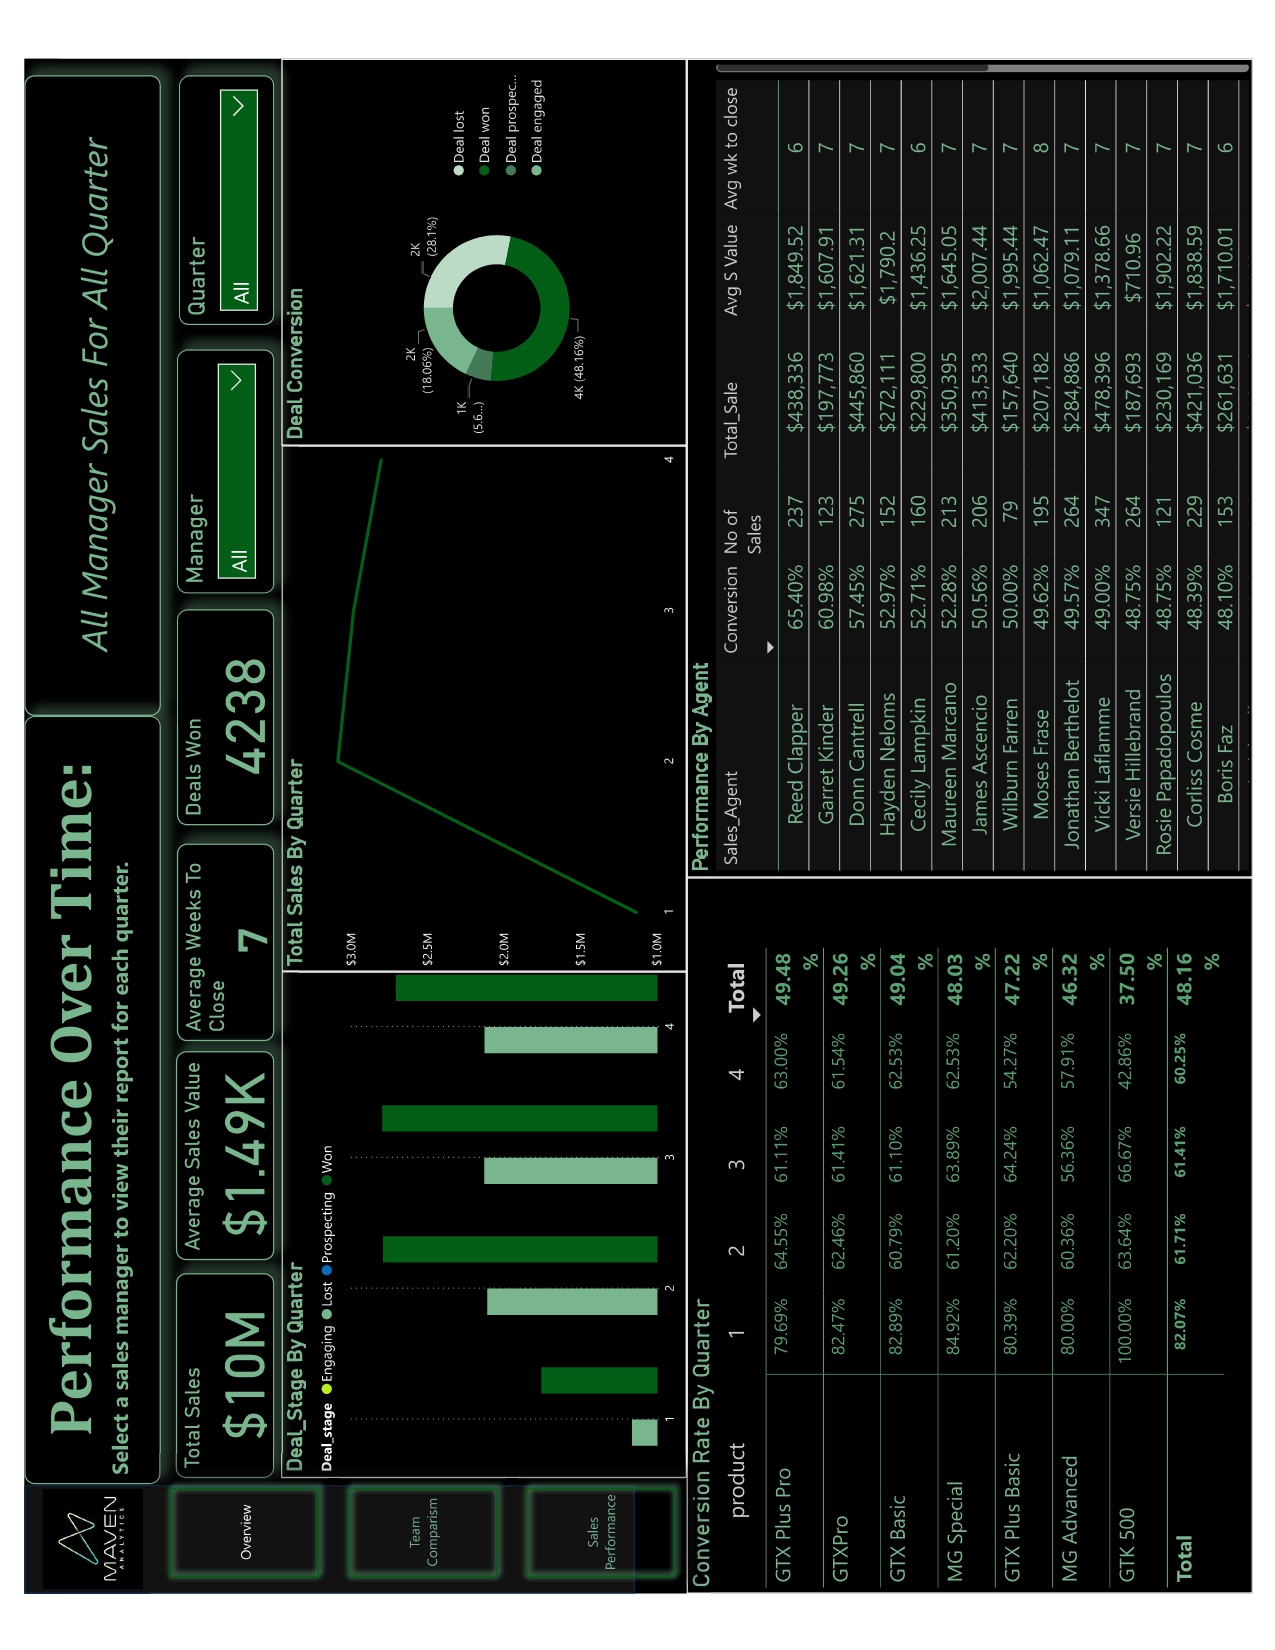 MAVEN
ANALYTICS
Performance Over Time:
Select a sales manager to view their report for each quarter.
All Manager Sales For All Quarter
Overview
Team
Comparism
Sales
Performance
Total Sales
$10M
Average Sales Value
$1.49K
Average Weeks To
Close
7
Deals Won
4238
Manager
All
Quarter
All
Deal_Stage By Quarter
Deal_stage Engaging Lost Prospecting Won
1 2 3 4
Total Sales By Quarter
$3.0M
$2.5M
$2.0M
$1.5M
$1.0M
1 2 3 4
Deal Conversion
2K
(18.06%)
2K
(28.1%)
1K
(5.6...)
4K (48.16%)
Deal lost
Deal won
Deal prospec...
Deal engaged
Conversion Rate By Quarter
product 1 2 3 4 Total
GTX Plus Pro 79.69% 64.55% 61.11% 63.00% 49.48
%
GTXPro 82.47% 62.46% 61.41% 61.54% 49.26
%
GTX Basic 82.89% 60.79% 61.10% 62.53% 49.04
%
MG Special 84.92% 61.20% 63.89% 62.53% 48.03
%
GTX Plus Basic 80.39% 62.20% 64.24% 54.27% 47.22
%
MG Advanced 80.00% 60.36% 56.36% 57.91% 46.32
%
GTK 500 100.00% 63.64% 66.67% 42.86% 37.50
%
Total 82.07% 61.71% 61.41% 60.25% 48.16
%
Performance By Agent
Sales_Agent Conversion No of Total_Sale Avg S Value Avg wk to close
Sales
Reed Clapper 65.40% 237 $438,336 $1,849.52 6
Garret Kinder 60.98% 123 $197,773 $1,607.91 7
Donn Cantrell 57.45% 275 $445,860 $1,621.31 7
Hayden Neloms 52.97% 152 $272,111 $1,790.2 7
Cecily Lampkin 52.71% 160 $229,800 $1,436.25 6
Maureen Marcano 52.28% 213 $350,395 $1,645.05 7
James Ascencio 50.56% 206 $413,533 $2,007.44 7
Wilburn Farren 50.00% 79 $157,640 $1,995.44 7
Moses Frase 49.62% 195 $207,182 $1,062.47 8
Jonathan Berthelot 49.57% 264 $284,886 $1,079.11 7
Vicki Laflamme 49.00% 347 $478,396 $1,378.66 7
Versie Hillebrand 48.75% 264 $187,693 $710.96 7
Rosie Papadopoulos 48.75% 121 $230,169 $1,902.22 7
Corliss Cosme 48.39% 229 $421,036 $1,838.59 7
Boris Faz 48.10% 153 $261,631 $1,710.01 6